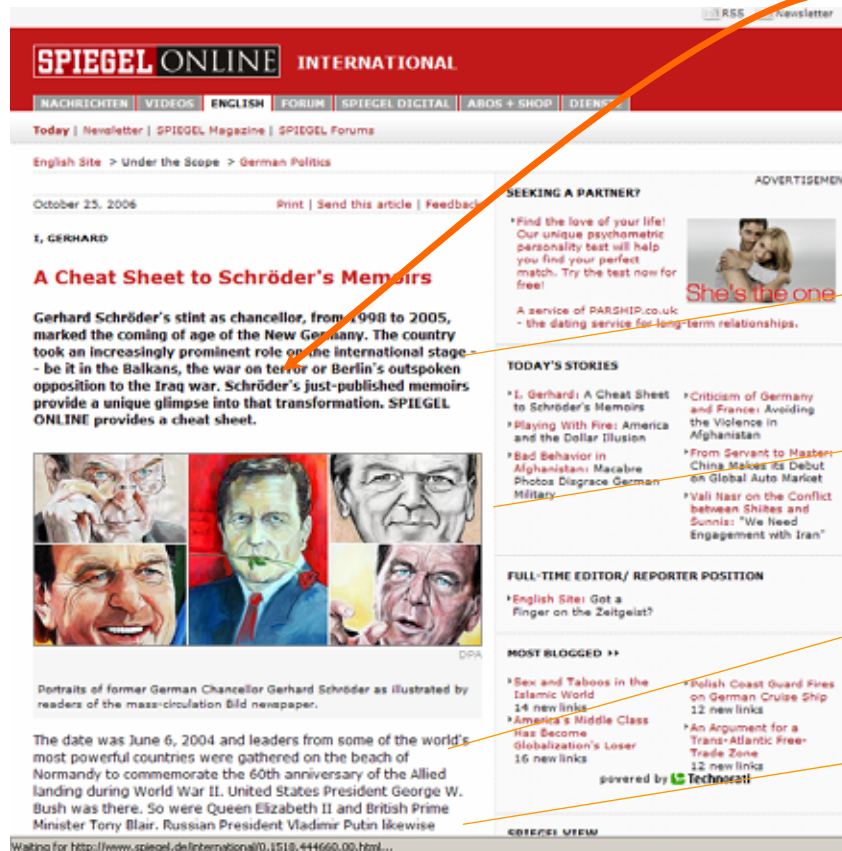 RSS Newsletter
SPIEGEL ONLINE INTERNATIONAL
NACHRICHTEN VIDEOS ENGLISH FORUM SPIEGEL DIGITAL ABOS + SHOP DIENSTE
Today | Newsletter | SPIEGEL Magazine | SPIEGEL Forums
English Site > Under the Scope > German Politics
October 25, 2006 Print | Send this article | Feedback
I, GERHARD
A Cheat Sheet to Schröder's Memoirs
Gerhard Schröder's stint as chancellor, from 1998 to 2005,
marked the coming of age of the New Germany. The country
took an increasingly prominent role on the international stage -
- be it in the Balkans, the war on terror or Berlin's outspoken
opposition to the Iraq war. Schröder's just-published memoirs
provide a unique glimpse into that transformation. SPIEGEL
ONLINE provides a cheat sheet.
DPA
Portraits of former German Chancellor Gerhard Schröder as illustrated by
readers of the mass-circulation Bild newspaper.
The date was June 6, 2004 and leaders from some of the world's
most powerful countries were gathered on the beach of
Normandy to commemorate the 60th anniversary of the Allied
landing during World War II. United States President George W.
Bush was there. So were Queen Elizabeth II and British Prime
Minister Tony Blair. Russian President Vladimir Putin likewise
ADVERTISEMEN
SEEKING A PARTNER?
Find the love of your life!
Our unique psychometric
personality test will help
you find your perfect
match. Try the test now for
free!
She's the one
A service of PARSHIP.co.uk
- the dating service for long-term relationships.
TODAY'S STORIES
I, Gerhard: A Cheat Sheet
to Schröder's Memoirs
Playing With Fire: America
and the Dollar Illusion
Bad Behavior in
Afghanistan: Macabre
Photos Disgrace German
Military
Criticism of Germany
and France: Avoiding
the Violence in
Afghanistan
From Servant to Master:
China Makes its Debut
on Global Auto Market
Vali Nasr on the Conflict
between Shiites and
Sunnis: "We Need
Engagement with Iran"
FULL-TIME EDITOR/ REPORTER POSITION
English Site: Got a
Finger on the Zeitgeist?
MOST BLOGGED
Sex and Taboos in the
Islamic World
14 new links
America's Middle Class
Has Become
Globalization's Loser
16 new links
Polish Coast Guard Fires
on German Cruise Ship
12 new links
An Argument for a
Trans-Atlantic Free-
Trade Zone
12 new links
powered by Technorati
SPIEGEL VIEW
Waiting for http://www.spiegel.de/international/0,1518,444660,00.html...